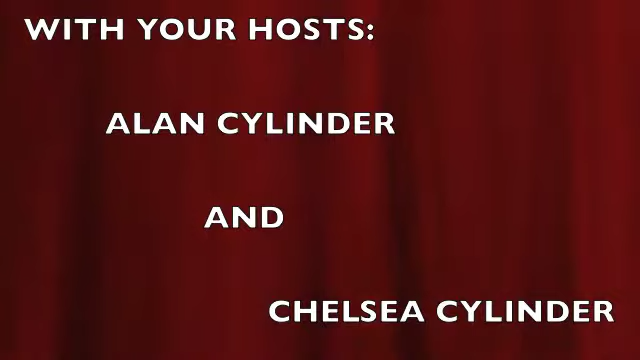 WITH YOUR HOSTS:
ALAN CYLINDER
AND
CHELSEA CYLINDER